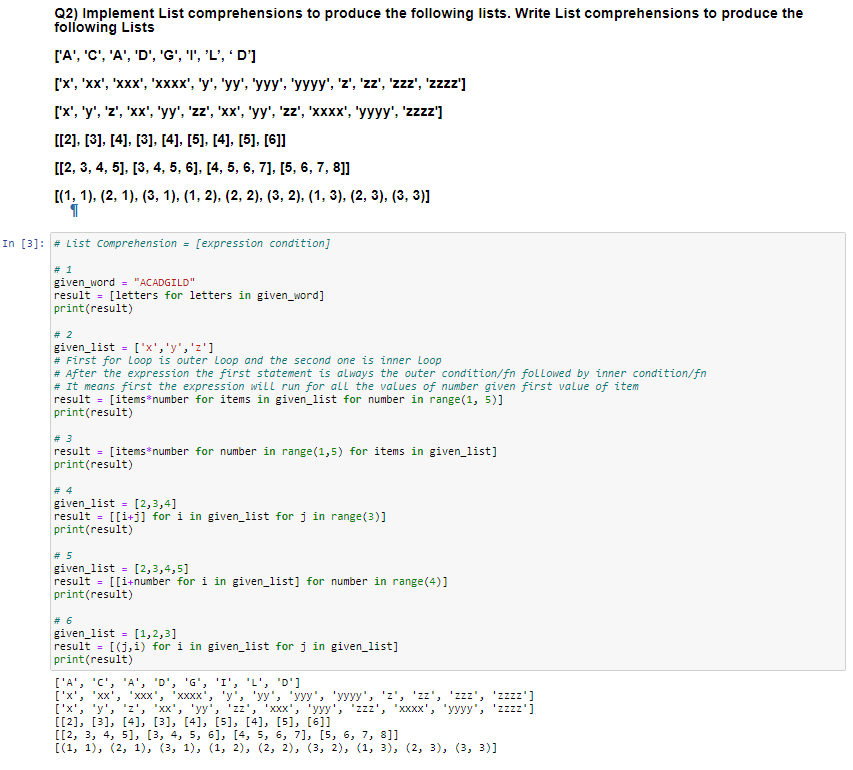 Q2) Implement List comprehensions to produce the following lists. Write List comprehensions to produce the
following Lists
['A', 'C', 'A', 'D', 'G', 'I', ’L’, ‘ D’]
['x', 'xx', 'xxx', 'xxxx', 'y', 'yy', 'yyy', 'yyyy', 'z', 'zz', 'zzz', 'zzzz']
['x', 'y', 'z', 'xx', 'yy', 'zz', 'xx', 'yy', 'zz', 'xxxx', 'yyyy', 'zzzz']
[[2], [3], [4], [3], [4], [5], [4], [5], [6]]
[[2, 3, 4, 5], [3, 4, 5, 6], [4, 5, 6, 7], [5, 6, 7, 8]]
[(1, 1), (2, 1), (3, 1), (1, 2), (2, 2), (3, 2), (1, 3), (2, 3), (3, 3)]
¶
In [3]: # List Comprehension = [expression condition]
# 1
given_word = "ACADGILD"
result = [letters for letters in given_word]
print(result)
# 2
given_list = ['x','y','z']
# First for loop is outer loop and the second one is inner loop
# After the expression the first statement is always the outer condition/fn followed by inner condition/fn
# It means first the expression will run for all the values of number given first value of item
result = [items*number for items in given_list for number in range(1, 5)]
print(result)
# 3
result = [items*number for number in range(1,5) for items in given_list]
print(result)
# 4
given_list = [2,3,4]
result = [[i+j] for i in given_list for j in range(3)]
print(result)
# 5
given_list = [2,3,4,5]
result = [[i+number for i in given_list] for number in range(4)]
print(result)
# 6
given_list = [1,2,3]
result = [(j,i) for i in given_list for j in given_list]
print(result)
['A', 'C', 'A', 'D', 'G', 'I', 'L', 'D']
['x', 'xx', 'xxx', 'xxxx', 'y', 'yy', 'yyy', 'yyyy', 'z', 'zz', 'zzz', 'zzzz']
['x', 'y', 'z', 'xx', 'yy', 'zz', 'xxx', 'yyy', 'zzz', 'xxxx', 'yyyy', 'zzzz']
[[2], [3], [4], [3], [4], [5], [4], [5], [6]]
[[2, 3, 4, 5], [3, 4, 5, 6], [4, 5, 6, 7], [5, 6, 7, 8]]
[(1, 1), (2, 1), (3, 1), (1, 2), (2, 2), (3, 2), (1, 3), (2, 3), (3, 3)]